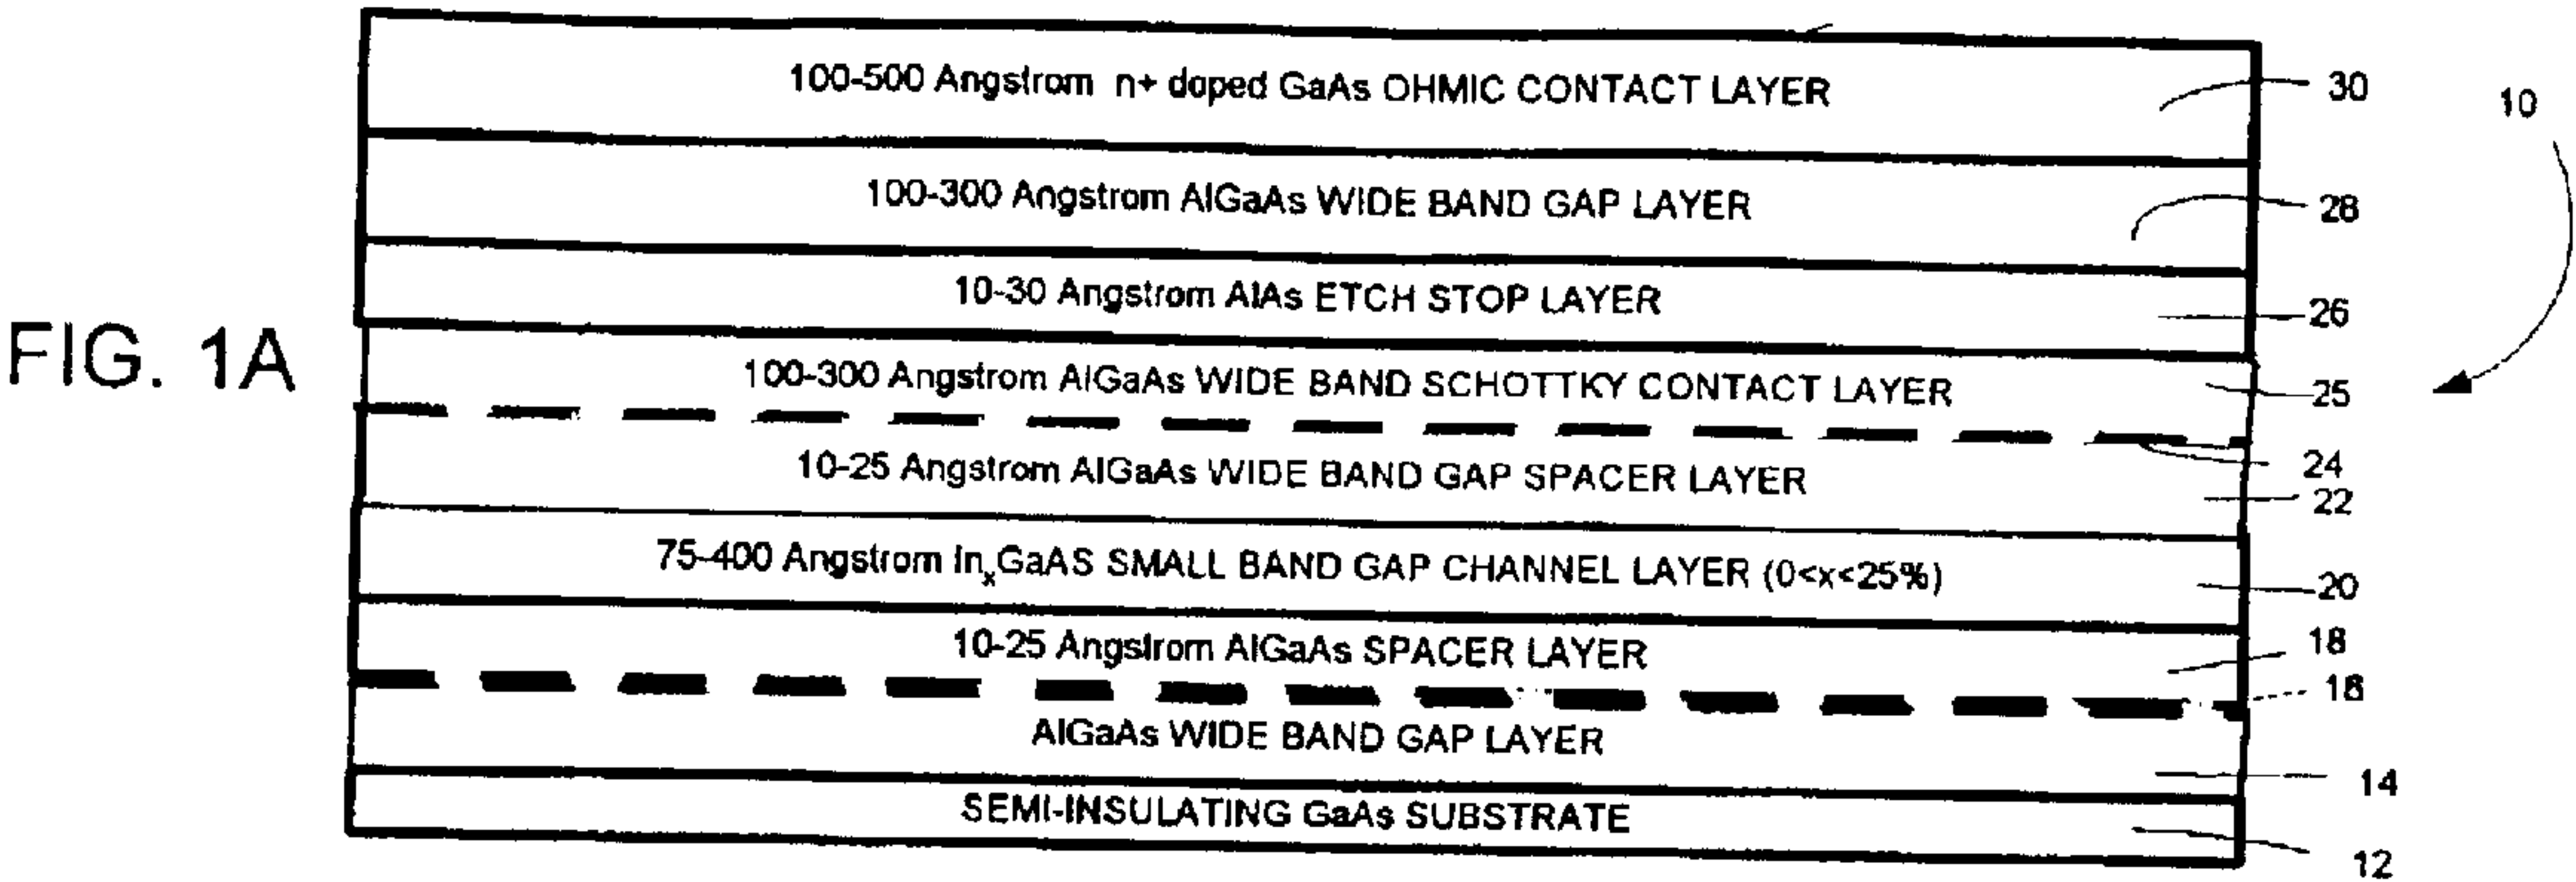 100-500 Angstrom n+ doped GaAs OHMIC CONTACT LAYER
30
10
100-300 Angstrom AlGaAs WIDE BAND GAP LAYER
28
10-30 Angstrom AlAs ETCH STOP LAYER
26
FIG. 1A
100-300 Angstrom AlGaAs WIDE BAND SCHOTTKY CONTACT LAYER
25
24
10-25 Angstrom AlGaAs WIDE BAND GAP SPACER LAYER
22
75-400 Angstrom InxGaAS SMALL BAND GAP CHANNEL LAYER (0<x<25%)
20
10-25 Angstrom AlGaAs SPACER LAYER
18
16
AlGaAs WIDE BAND GAP LAYER
14
SEMI-INSULATING GaAs SUBSTRATE
12